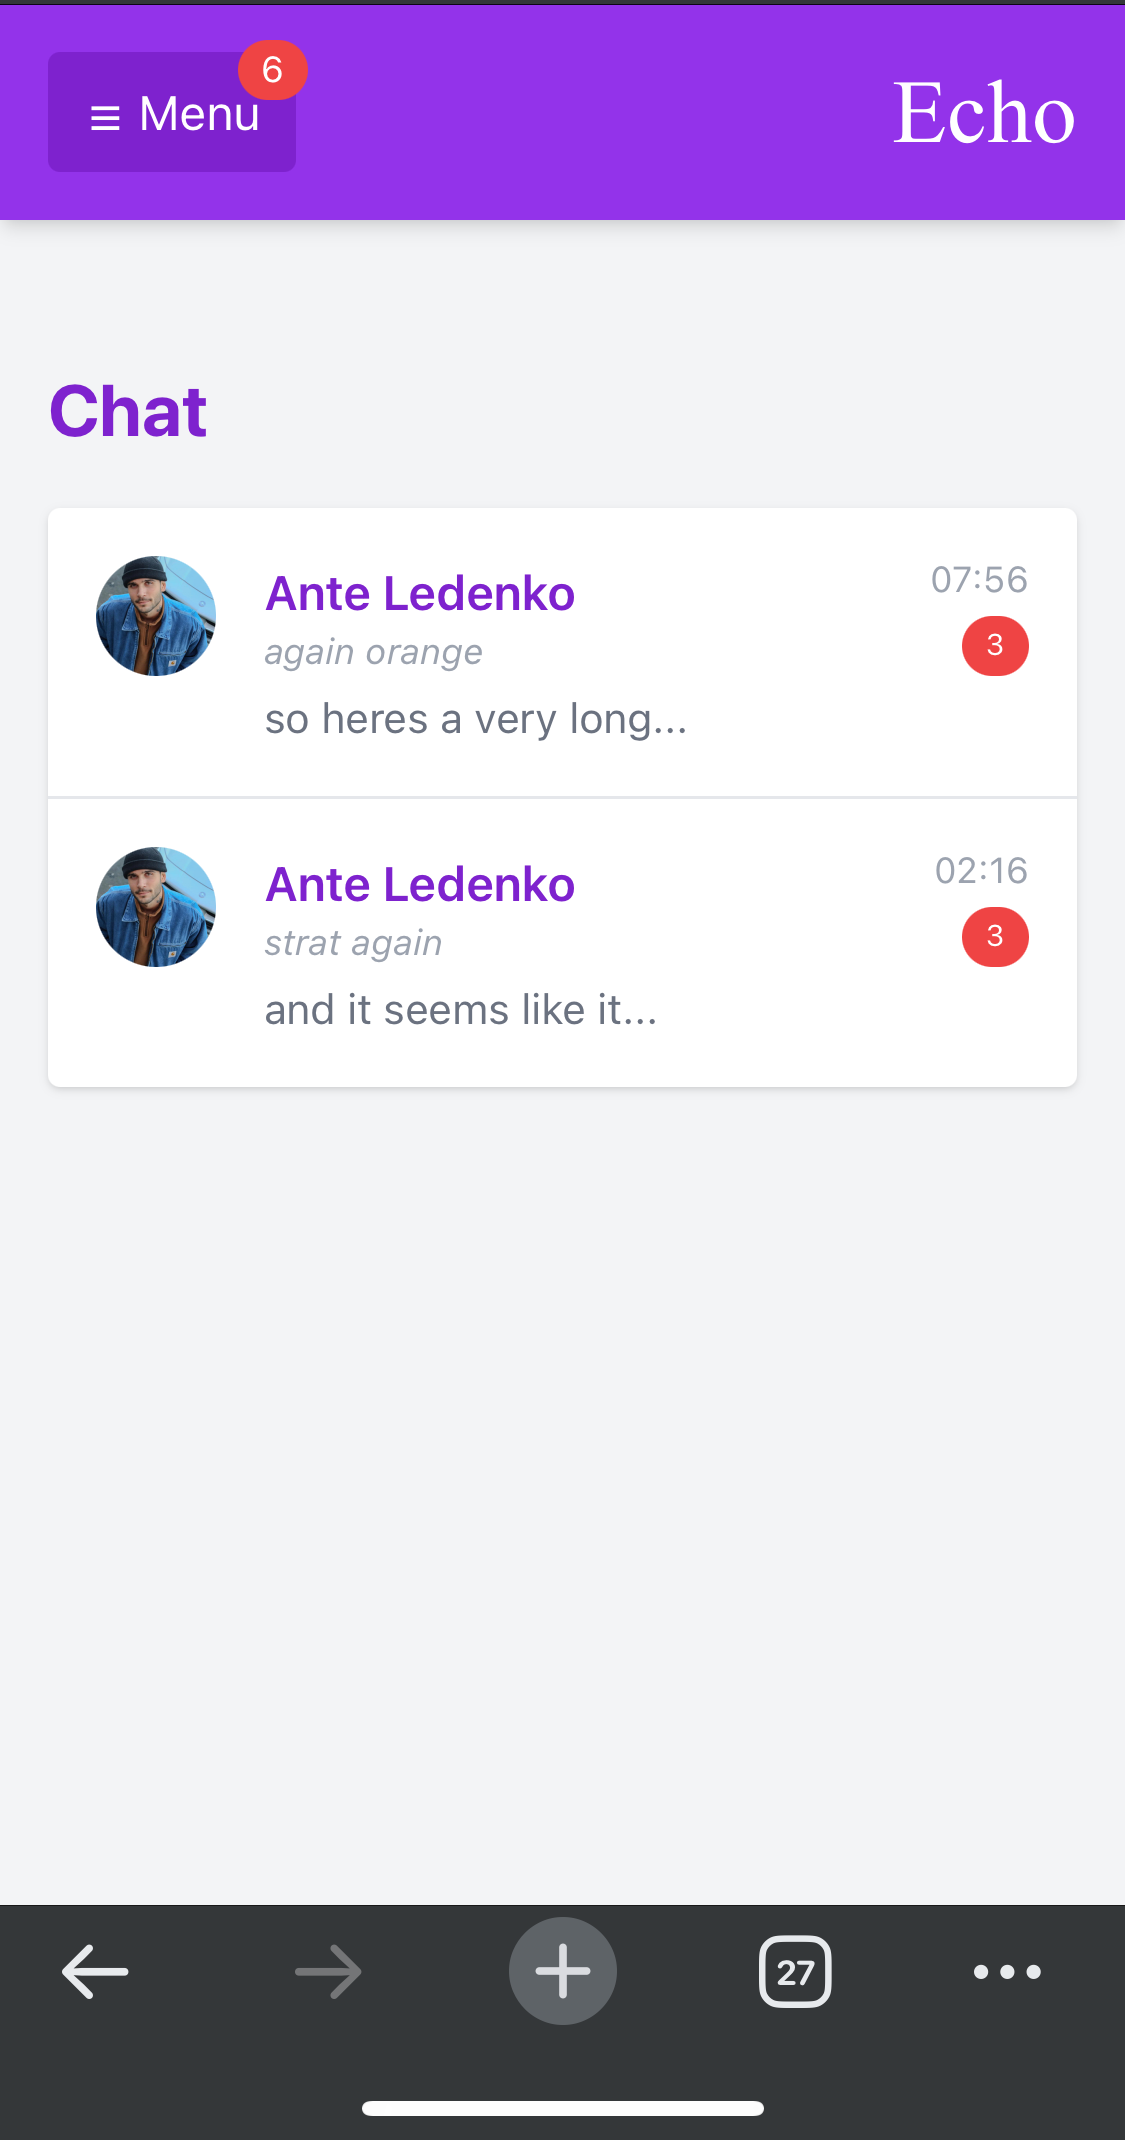 6
≡ Menu
Echo
Chat
Ante Ledenko
07:56
again orange
3
so heres a very long...
Ante Ledenko
02:16
strat again
3
and it seems like it...
27